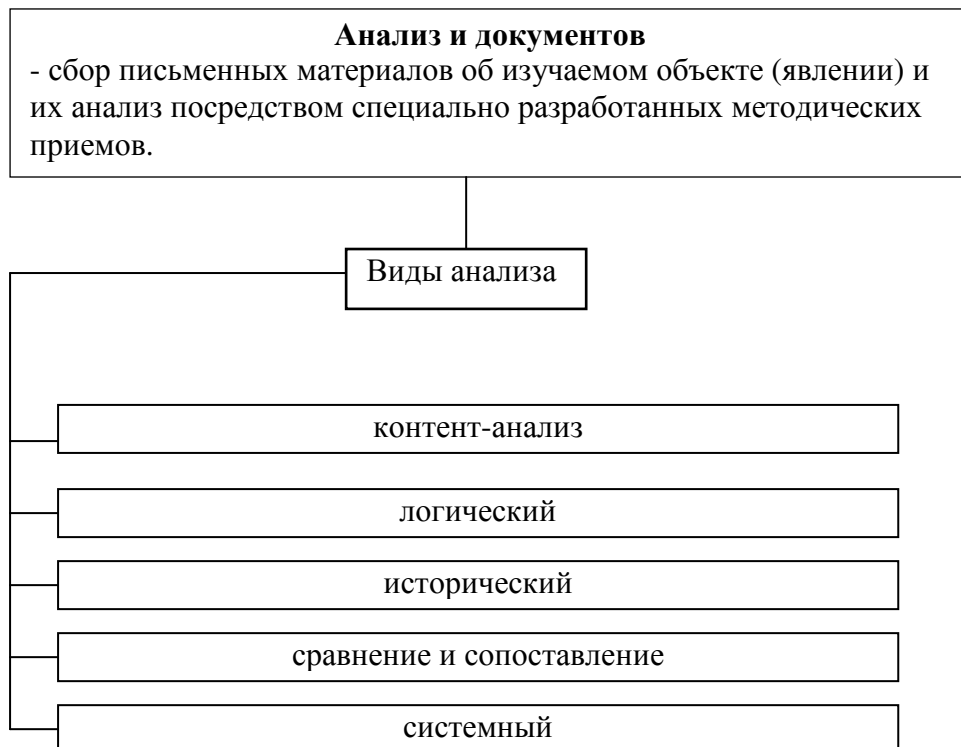 Анализ и документов
- сбор письменных материалов об изучаемом объекте (явлении) и
их анализ посредством специально разработанных методических
приемов.
Виды анализа
контент-анализ
логический
исторический
сравнение и сопоставление
системный